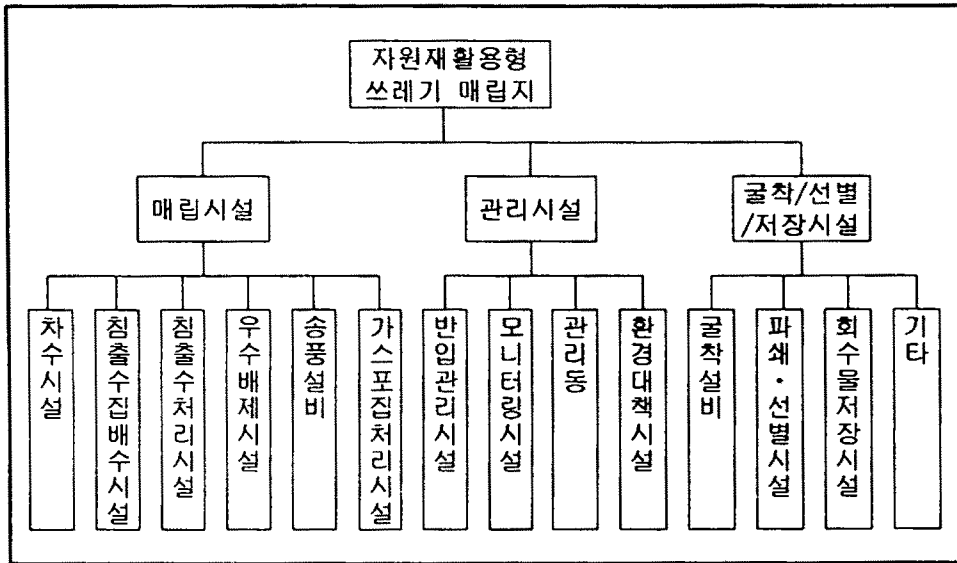 자원재활용형
쓰레기 매립지
매립시설
관리시설
굴착/선별
/저장시설
차수시설
침출수집배수시설
침출수처리시설
우수배제시설
송풍설비
가스포집처리시설
반입관리시설
모니터링시설
관리동
환경대책시설
굴착설비
파쇄·선별시설
회수물저장시설
기타